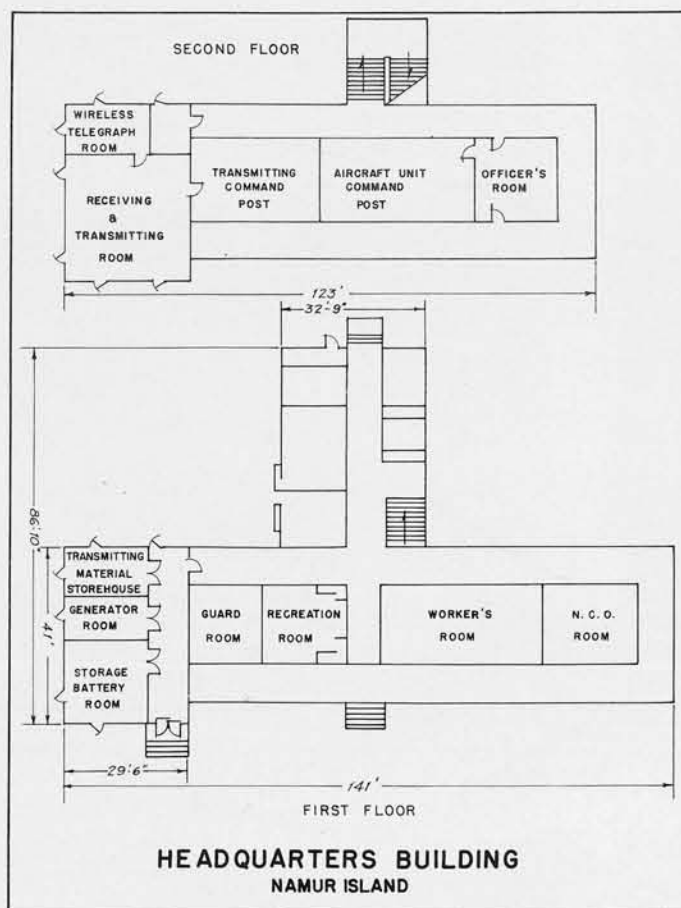 SECOND FLOOR
WIRELESS
TELEGRAPH
ROOM
RECEIVING
&
TRANSMITTING
ROOM
TRANSMITTING
COMMAND
POST
AIRCRAFT UNIT
COMMAND
POST
OFFICER'S
ROOM
123'
32'-9"
86'-10"
41'
TRANSMITTING
MATERIAL
STOREHOUSE
GENERATOR
ROOM
STORAGE
BATTERY
ROOM
GUARD
ROOM
RECREATION
ROOM
WORKER'S
ROOM
N. C. O.
ROOM
29'-6"
141'
FIRST FLOOR
HEADQUARTERS BUILDING
NAMUR ISLAND